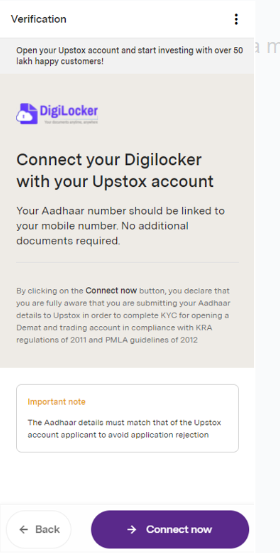 Verification
Open your Upstox account and start investing with over 50
lakh happy customers!
DigiLocker
Connect your Digilocker
with your Upstox account
Your Aadhaar number should be linked to
your mobile number. No additional
documents required.
By clicking on the Connect now button, you declare that
you are fully aware that you are submitting your Aadhaar
details to Upstox in order to complete KYC for opening a
Demat and trading account in compliance with KRA
regulations of 2011 and PMLA guidelines of 2012
Important note
The Aadhaar details must match that of the Upstox
account applicant to avoid application rejection
← Back
→ Connect now